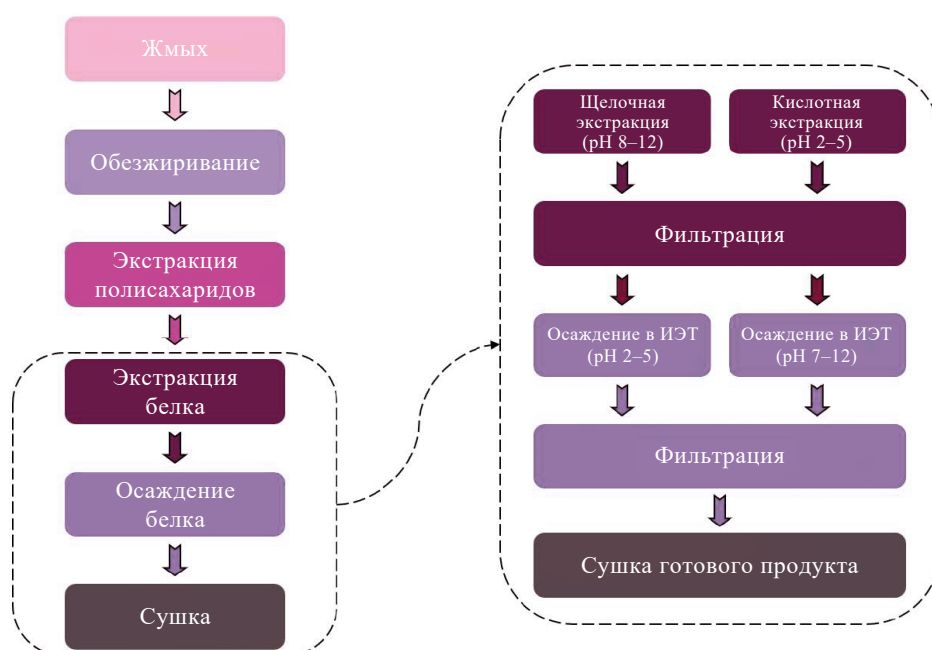 Жмых
Обезжиривание
Экстракция
полисахаридов
Экстракция
белка
Осаждение
белка
Сушка
Щелочная
экстракция
(pH 8–12)
Кислотная
экстракция
(pH 2–5)
Фильтрация
Осаждение в ИЭТ
(pH 2–5)
Осаждение в ИЭТ
(pH 7–12)
Фильтрация
Сушка готового продукта